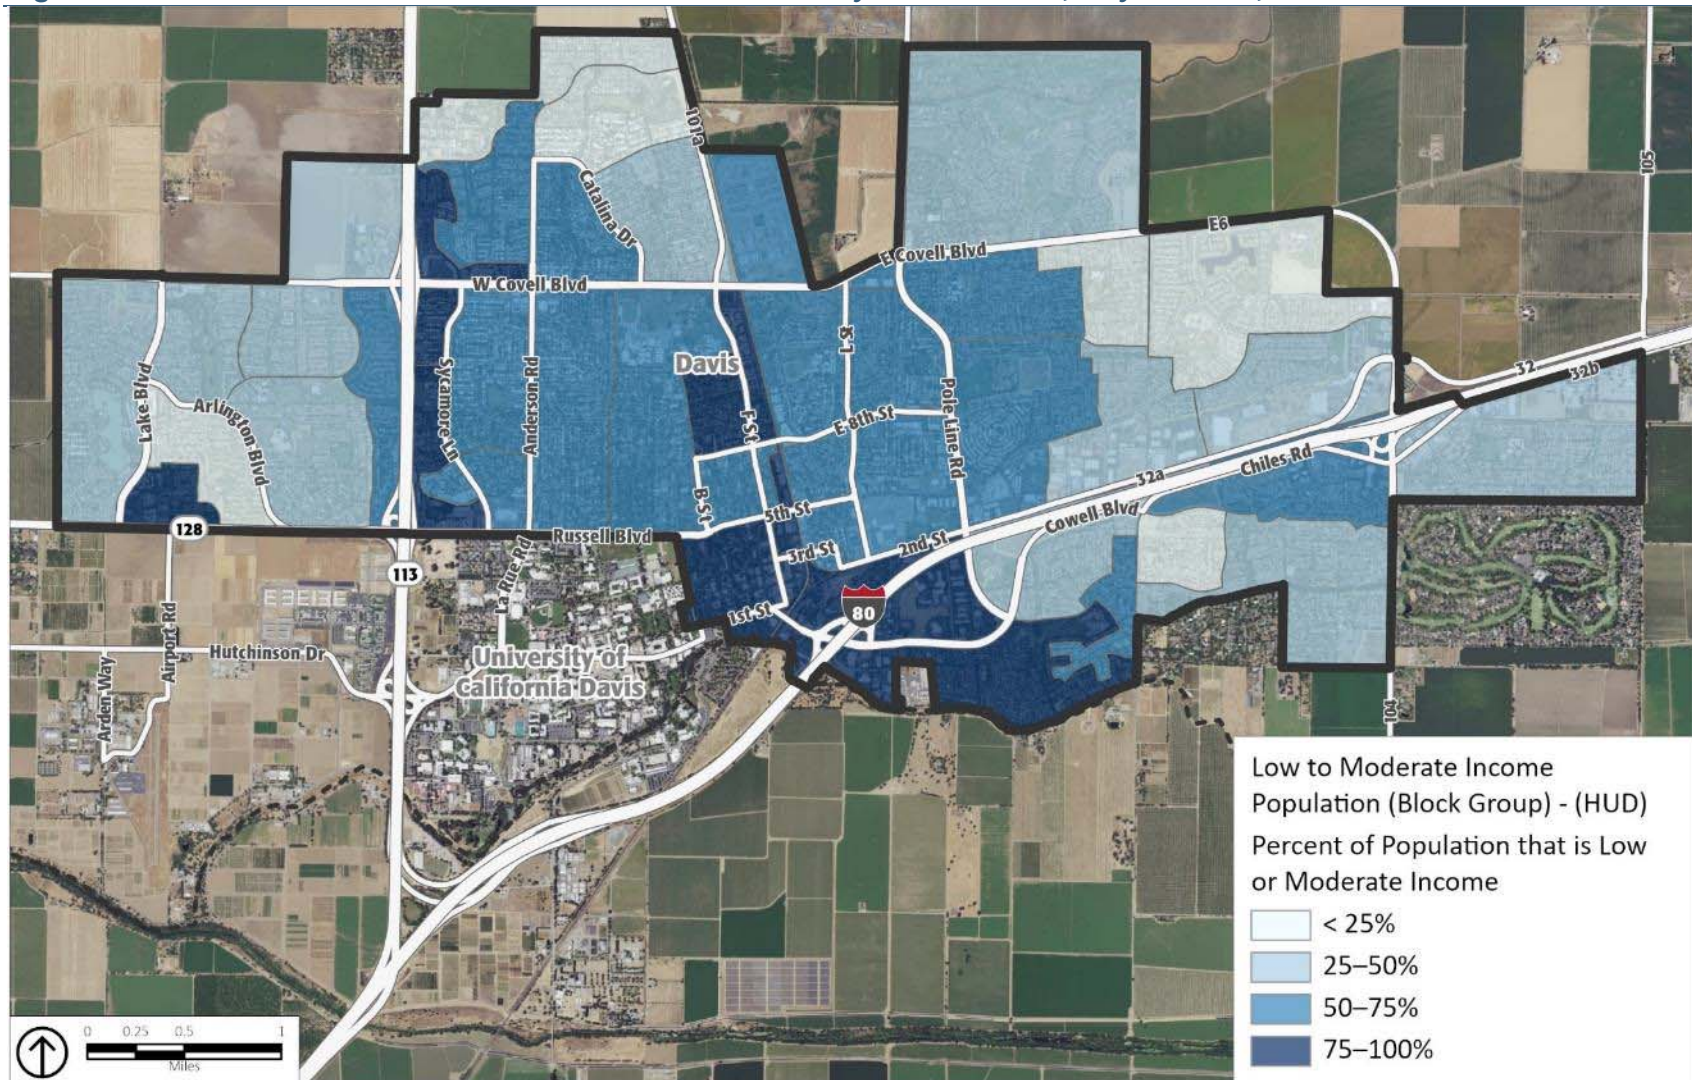 101a
105
Catalina Dr
E6
E Covell Blvd
W Covell Blvd
L St
Davis
32
32b
Lake Blvd
Arlington Blvd
Sycamore Ln
Anderson Rd
F St
E 8th St
Pole Line Rd
32a
Chiles Rd
Cowell Blvd
B St
5th St
128
Russell Blvd
3rd St
2nd St
113
La Rue Rd
1st St
80
Airport Rd
Hutchinson Dr
University of
California Davis
Arden Way
104
Low to Moderate Income
Population (Block Group) - (HUD)
Percent of Population that is Low
or Moderate Income
< 25%
25–50%
50–75%
75–100%
0 0.25 0.5 1
Miles